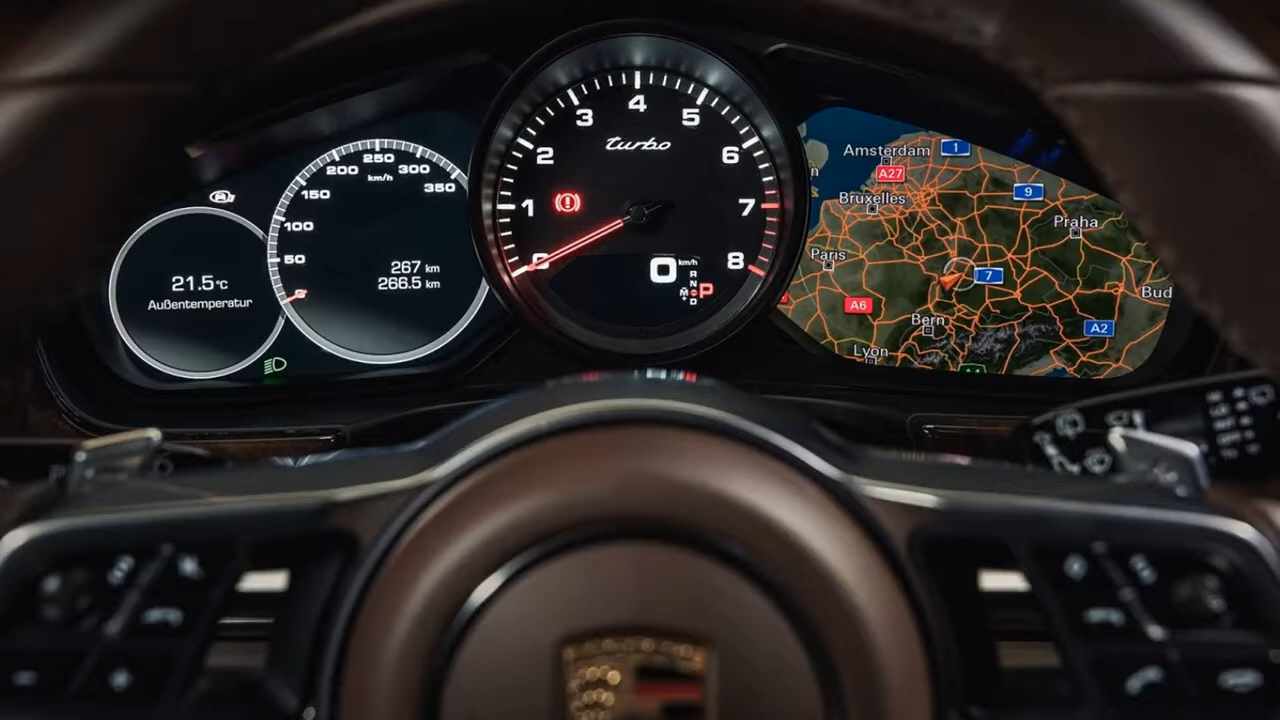 21.5°C
Außentemperatur
50
100
150
200
250
300
350
km/h
267 km
266.5 km
0
1
2
3
4
5
6
7
8
turbo
0 km/h
R
N
D
M
+
P
Amsterdam
1
A27
9
Bruxelles
Praha
Paris
7
Bud
A6
Bern
A2
Lyon